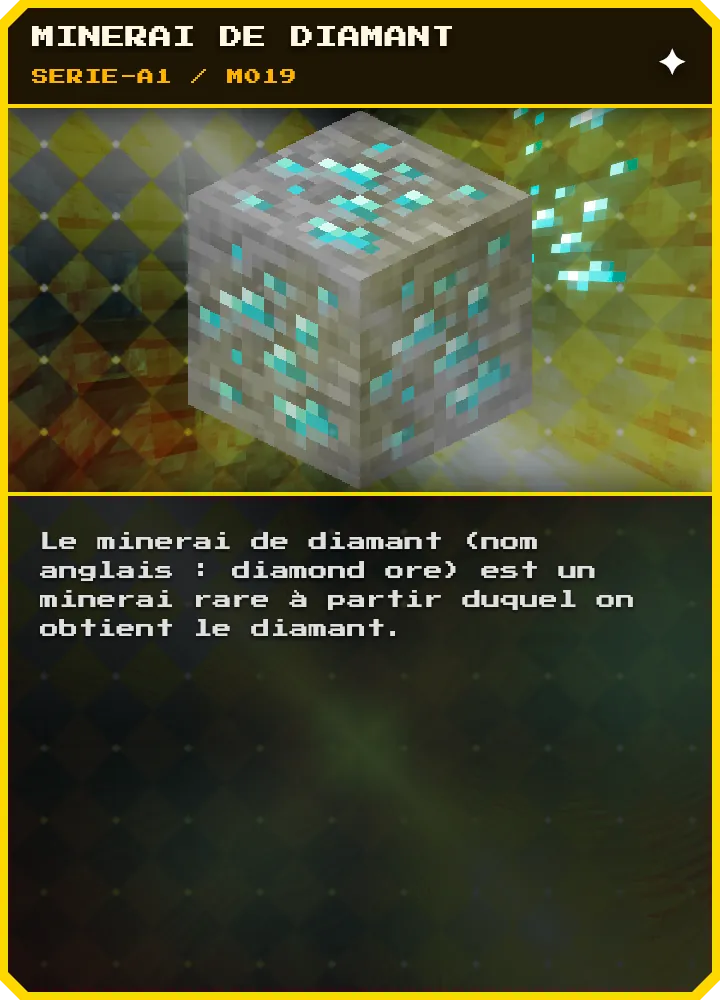 MINERAI DE DIAMANT
SERIE-A1 / M019
Le minerai de diamant (nom
anglais : diamond ore) est un
minerai rare à partir duquel on
obtient le diamant.